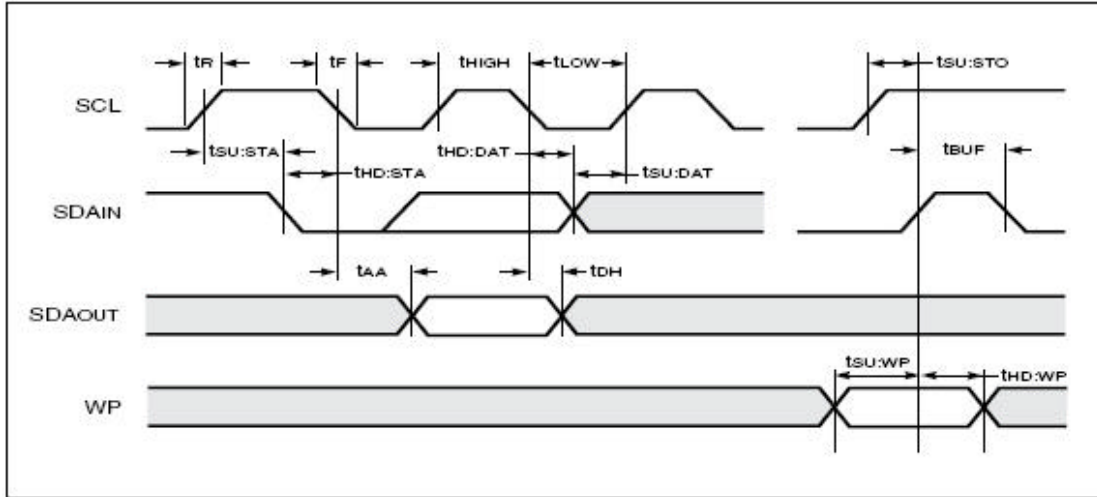 tR tF tHIGH tLOW tSU:STO
SCL
tSU:STA tHD:STA tHD:DAT tSU:DAT tBUF
SDAIN
tAA tDH
SDAOUT
tSU:WP tHD:WP
WP